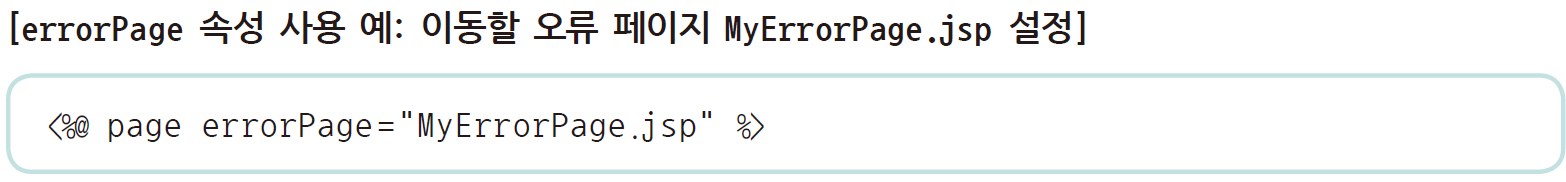 [errorPage 속성 사용 예: 이동할 오류 페이지 MyErrorPage.jsp 설정]
<%@ page errorPage="MyErrorPage.jsp" %>